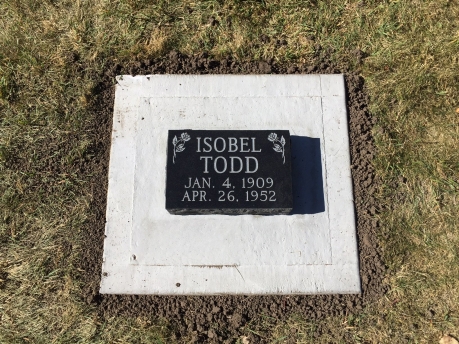 ISOBEL
TODD
JAN. 4, 1909
APR. 26, 1952